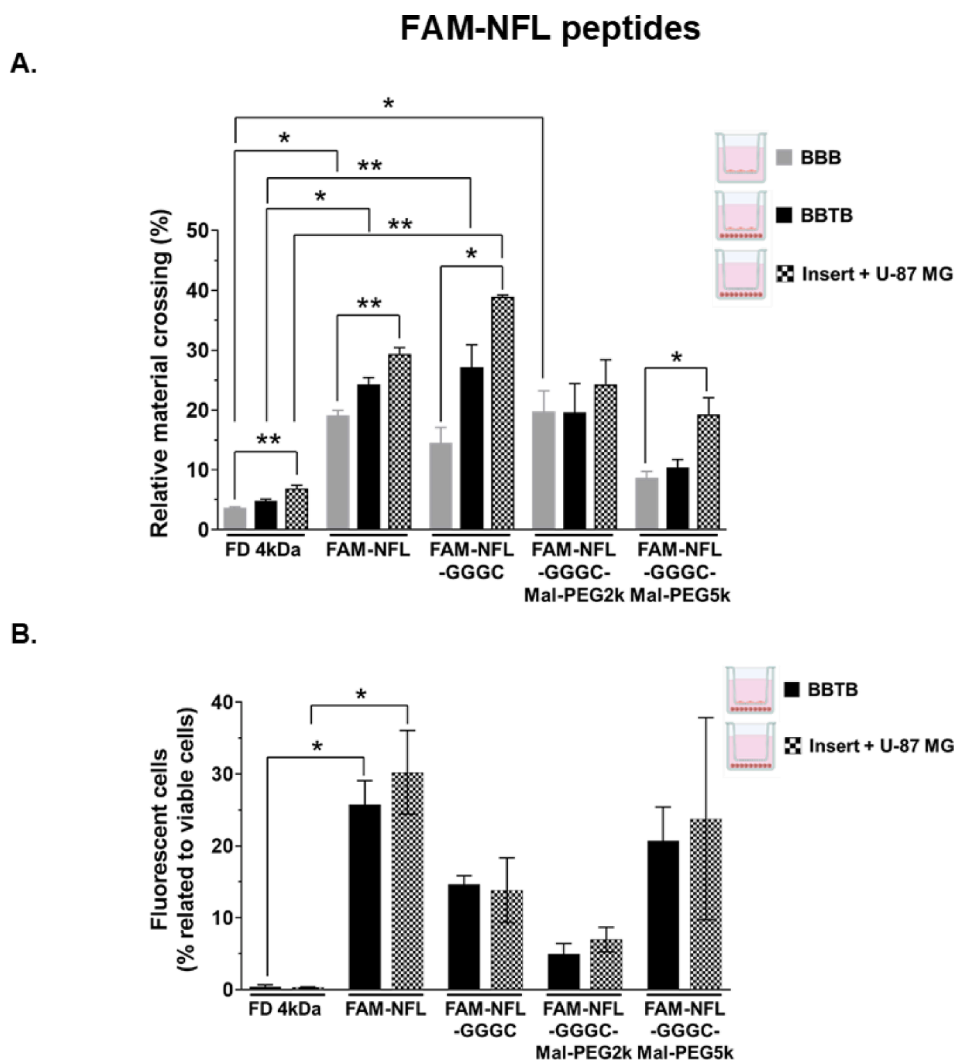 FAM-NFL peptides
A.
*
*
**
*
**
*
**
*
**
BBB
BBTB
Insert + U-87 MG
Relative material crossing (%)
50
40
30
20
10
0
FD 4kDa
FAM-NFL
FAM-NFL
-GGGC
FAM-NFL
-GGGC-
Mal-PEG2k
FAM-NFL
-GGGC-
Mal-PEG5k
B.
*
*
BBTB
Insert + U-87 MG
Fluorescent cells
(% related to viable cells)
40
30
20
10
0
FD 4kDa
FAM-NFL
FAM-NFL
-GGGC
FAM-NFL
-GGGC-
Mal-PEG2k
FAM-NFL
-GGGC-
Mal-PEG5k